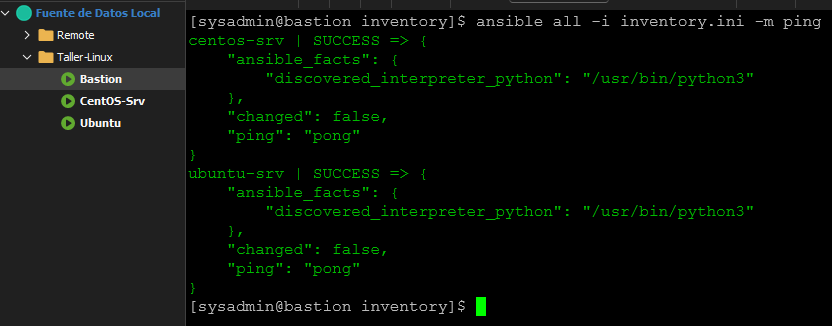 Fuente de Datos Local
Remote
Taller-Linux
Bastion
CentOS-Srv
Ubuntu
[sysadmin@bastion inventory]$ ansible all -i inventory.ini -m ping
centos-srv | SUCCESS => {
    "ansible_facts": {
        "discovered_interpreter_python": "/usr/bin/python3"
    },
    "changed": false,
    "ping": "pong"
}
ubuntu-srv | SUCCESS => {
    "ansible_facts": {
        "discovered_interpreter_python": "/usr/bin/python3"
    },
    "changed": false,
    "ping": "pong"
}
[sysadmin@bastion inventory]$